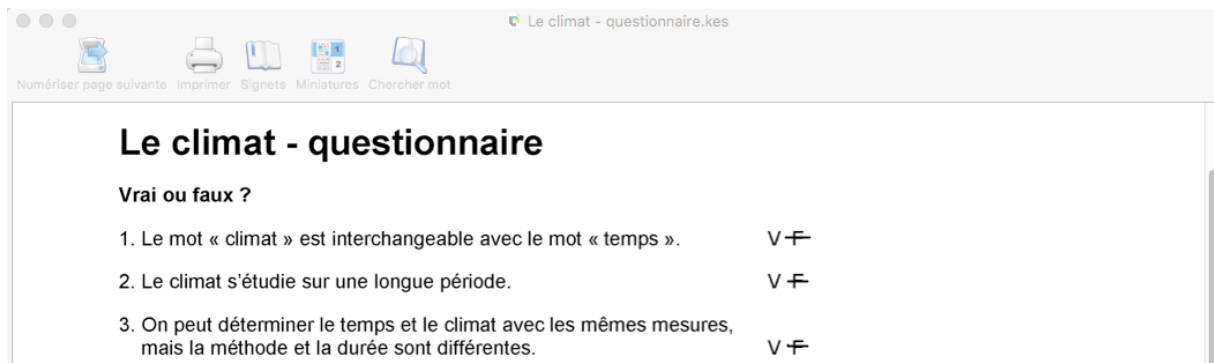 Le climat - questionnaire.kes
Numériser page suivante Imprimer Signets Miniatures Chercher mot
Le climat - questionnaire
Vrai ou faux ?
1. Le mot « climat » est interchangeable avec le mot « temps ». V F
2. Le climat s’étudie sur une longue période. V F
3. On peut déterminer le temps et le climat avec les mêmes mesures,
mais la méthode et la durée sont différentes. V F